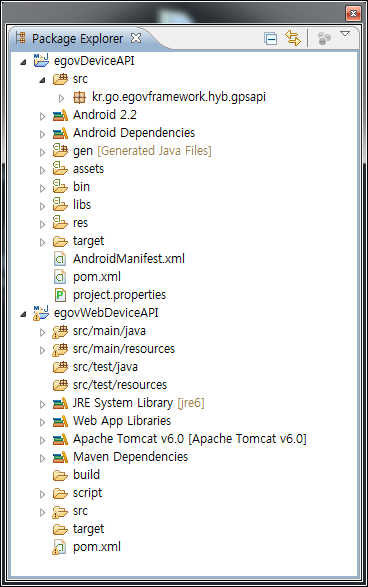 Package Explorer
egovDeviceAPI
src
kr.go.egovframework.hyb.gpsapi
Android 2.2
Android Dependencies
gen [Generated Java Files]
assets
bin
libs
res
target
AndroidManifest.xml
pom.xml
project.properties
egovWebDeviceAPI
src/main/java
src/main/resources
src/test/java
src/test/resources
JRE System Library [jre6]
Web App Libraries
Apache Tomcat v6.0 [Apache Tomcat v6.0]
Maven Dependencies
build
script
src
target
pom.xml